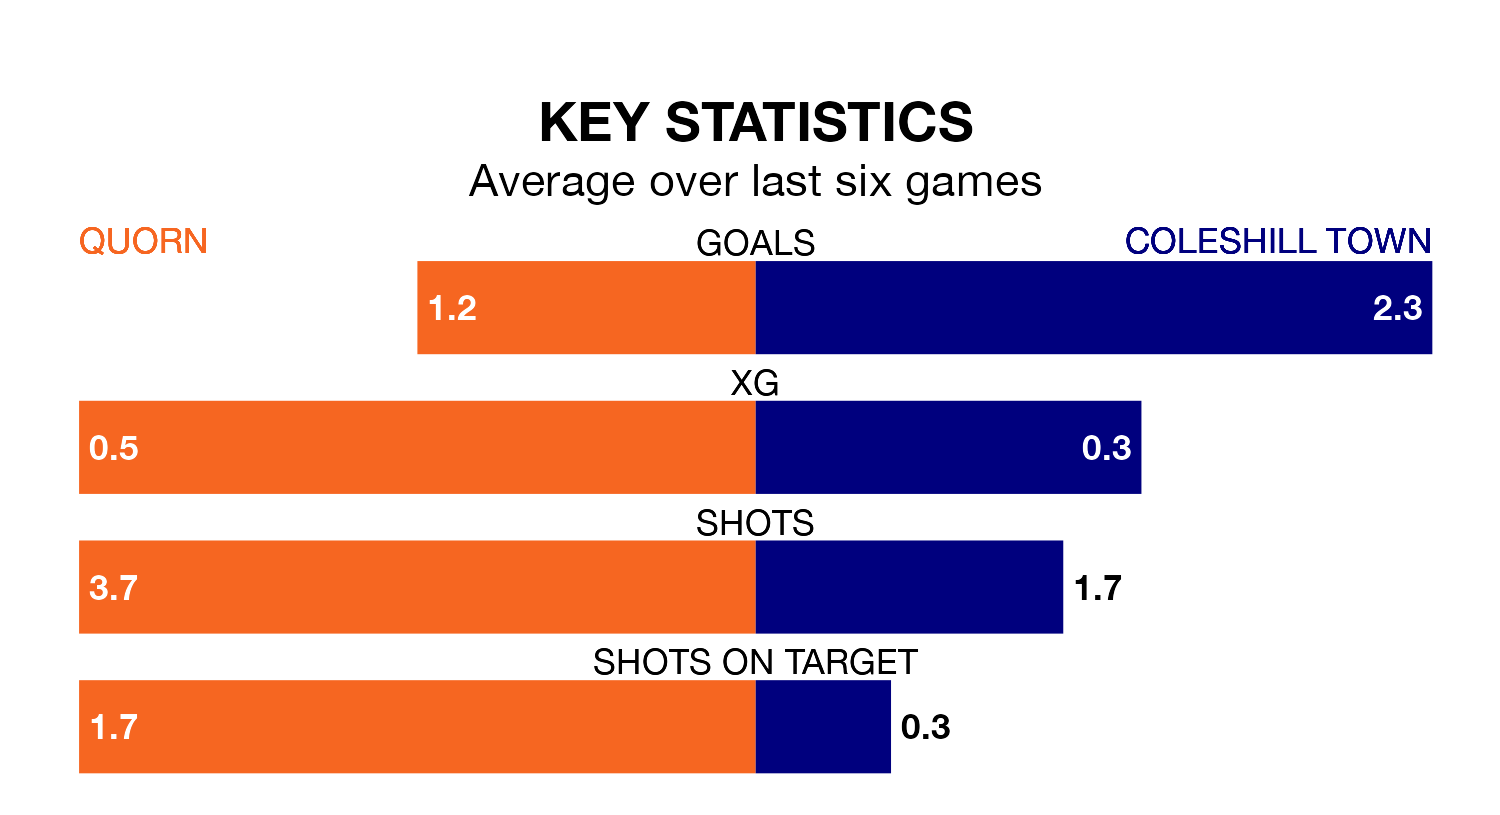 KEY STATISTICS
Average over last six games
QUORN
GOALS
COLESHILL TOWN
1.2
2.3
XG
0.5
0.3
SHOTS
3.7
1.7
SHOTS ON TARGET
1.7
0.3